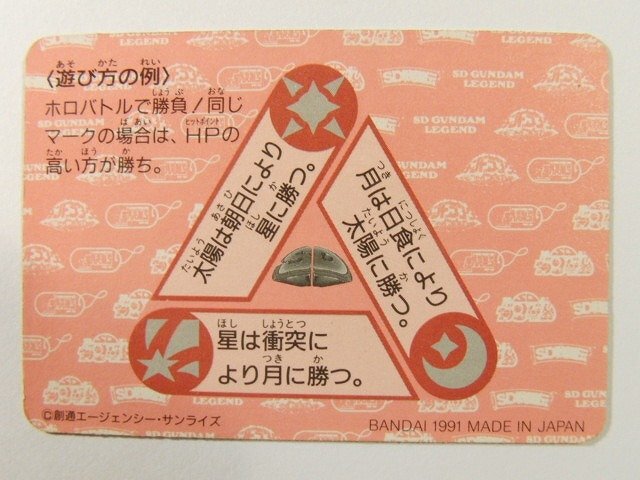 〈遊び方の例〉
ホロバトルで勝負!同じ
マークの場合は、HPの
高い方が勝ち。
太陽は朝日により
星に勝つ。
月は日食により
太陽に勝つ。
星は衝突に
より月に勝つ。
©創通エージェンシー・サンライズ
BANDAI 1991 MADE IN JAPAN
SD GUNDAM
LEGEND